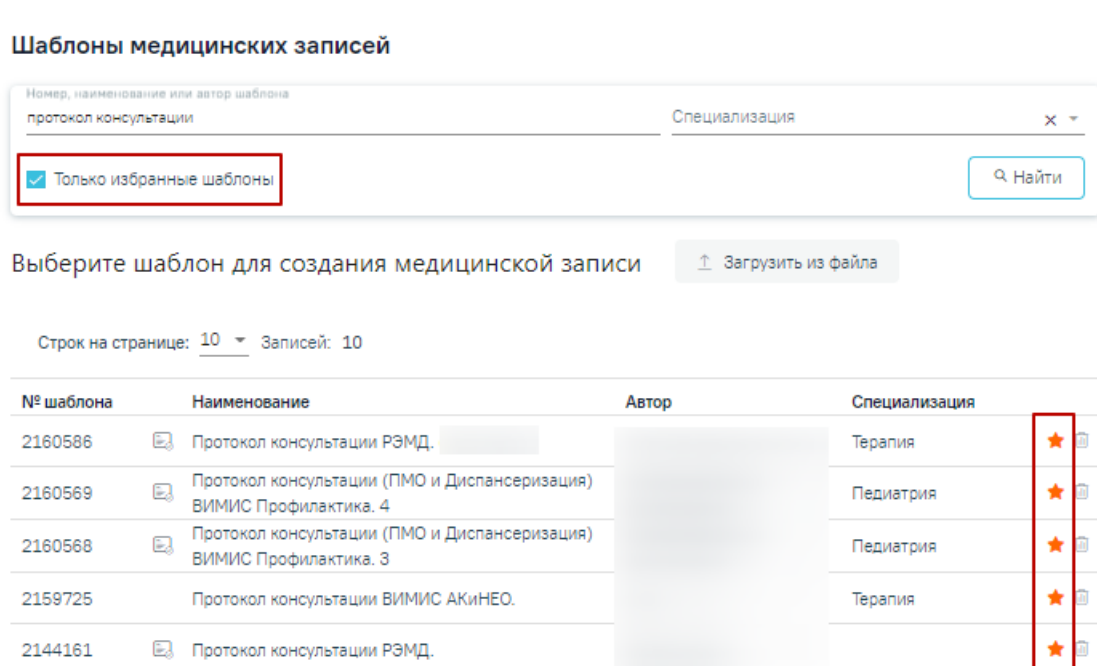 Шаблоны медицинских записей
Номер, наименование или автор шаблона
протокол консультации
Специализация
Только избранные шаблоны
Найти
Выберите шаблон для создания медицинской записи
Загрузить из файла
Строк на странице: 10 Записей: 10
№ шаблона Наименование Автор Специализация
2160586 Протокол консультации РЭМД. Терапия
2160569 Протокол консультации (ПМО и Диспансеризация)
ВИМИС Профилактика. 4
Педиатрия
2160568 Протокол консультации (ПМО и Диспансеризация)
ВИМИС Профилактика. 3
Педиатрия
2159725 Протокол консультации ВИМИС АКиНЕО. Терапия
2144161 Протокол консультации РЭМД.